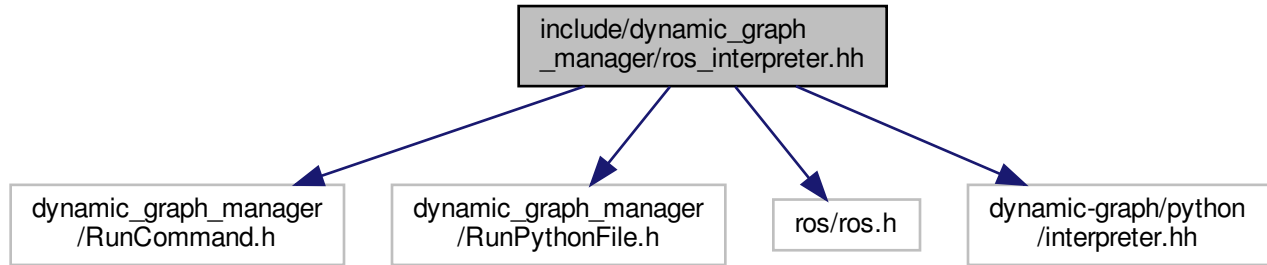 include/dynamic_graph
_manager/ros_interpreter.hh
dynamic_graph_manager
/RunCommand.h
dynamic_graph_manager
/RunPythonFile.h
ros/ros.h
dynamic-graph/python
/interpreter.hh